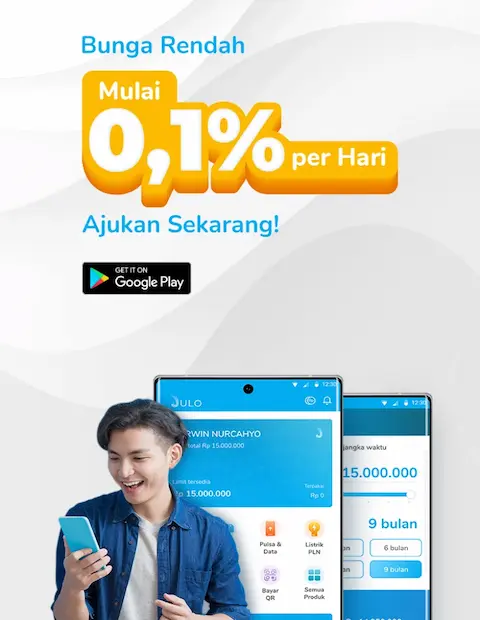 Bunga Rendah
Mulai
0,1% per Hari
Ajukan Sekarang!
GET IT ON
Google Play
12:30
JULO
RWIN NURCAHYO
total Rp 15.000.000
Limit tersedia
Rp 15.000.000
Terpakai
Rp 0
Pulsa &
Data
Listrik
PLN
Bayar
QR
Semua
Produk
12:30
jangka waktu
15.000.000
9 bulan
bulan
6 bulan
bulan
9 bulan